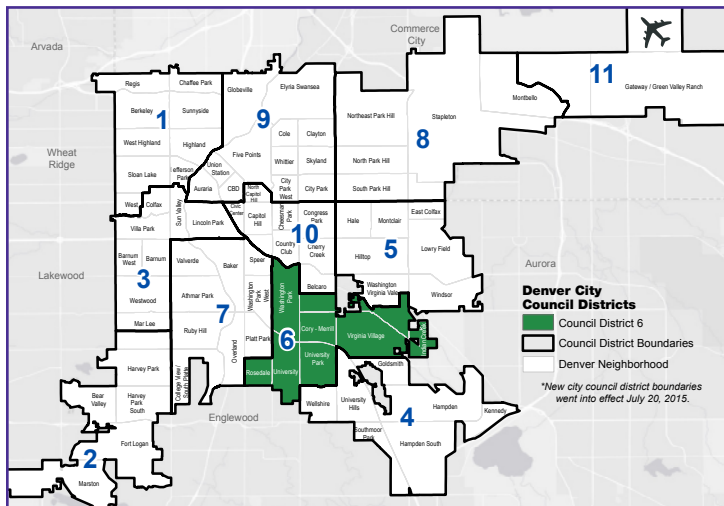 Commerce
City
Arvada
11
Regis
Chaffee Park
Globeville
Elyria Swansea
Gateway / Green Valley Ranch
Montbello
Berkeley
Sunnyside
1
9
Northeast Park Hill
Stapleton
8
Cole
Clayton
West Highland
Highland
Wheat
Ridge
Five Points
Whittier
Skyland
North Park Hill
Sloan Lake
Jefferson
Park
Union
Station
Auraria
CBD
North
Capitol
Hill
City
Park
West
City Park
South Park Hill
West
Colfax
Sun Valley
Lincoln Park
Civic
Center
Capitol
Hill
Cheesman
Park
Congress
Park
Hale
Montclair
East Colfax
Villa Park
10
5
Country
Club
Cherry
Creek
Hilltop
Lowry Field
Aurora
Barnum
West
Barnum
Valverde
Baker
Speer
Lakewood
3
Washington
Virginia Vale
Windsor
Belcaro
Westwood
Athmar Park
Washington
Park
West
Washington
Park
Denver City
Council Districts
Council District 6
Council District Boundaries
Denver Neighborhood
*New city council district boundaries
went into effect July 20, 2015.
Mar Lee
7
Ruby Hill
Overland
Platt Park
6
Cory - Merrill
Virginia Village
Indian Creek
Harvey Park
College View /
South Platte
Rosedale
University
University
Park
Goldsmith
Bear
Valley
Harvey
Park
South
Englewood
Wellshire
University
Hills
4
Hampden
Kennedy
Fort Logan
Southmoor
Park
Hampden South
2
Marston